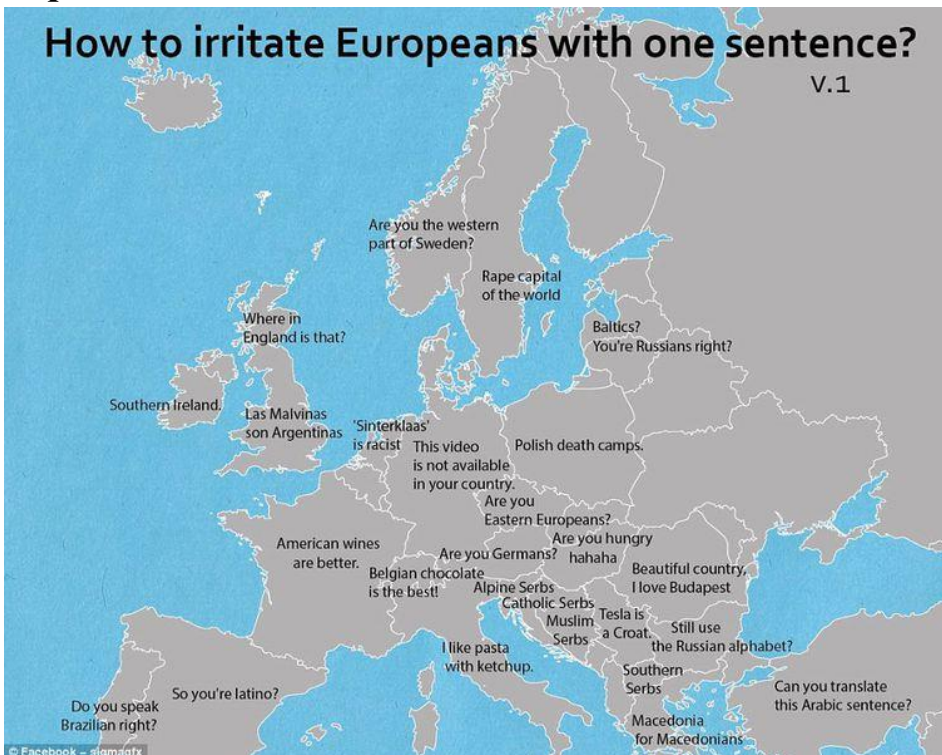 How to irritate Europeans with one sentence?
V.1
Are you the western
part of Sweden?
Rape capital
of the world
Where in
England is that?
Baltics?
You're Russians right?
Southern Ireland.
Las Malvinas
son Argentinas
'Sinterklaas'
is racist
This video
is not available
in your country.
Polish death camps.
Are you
Eastern Europeans?
American wines
are better.
Are you Germans?
Are you hungry
hahaha
Belgian chocolate
is the best!
Beautiful country,
I love Budapest
Alpine Serbs
Catholic Serbs
Muslim
Serbs
Tesla is
a Croat.
Still use
the Russian alphabet?
I like pasta
with ketchup.
Southern
Serbs
So you're latino?
Do you speak
Brazilian right?
Can you translate
this Arabic sentence?
Macedonia
for Macedonians
© Facebook – sigmagfx